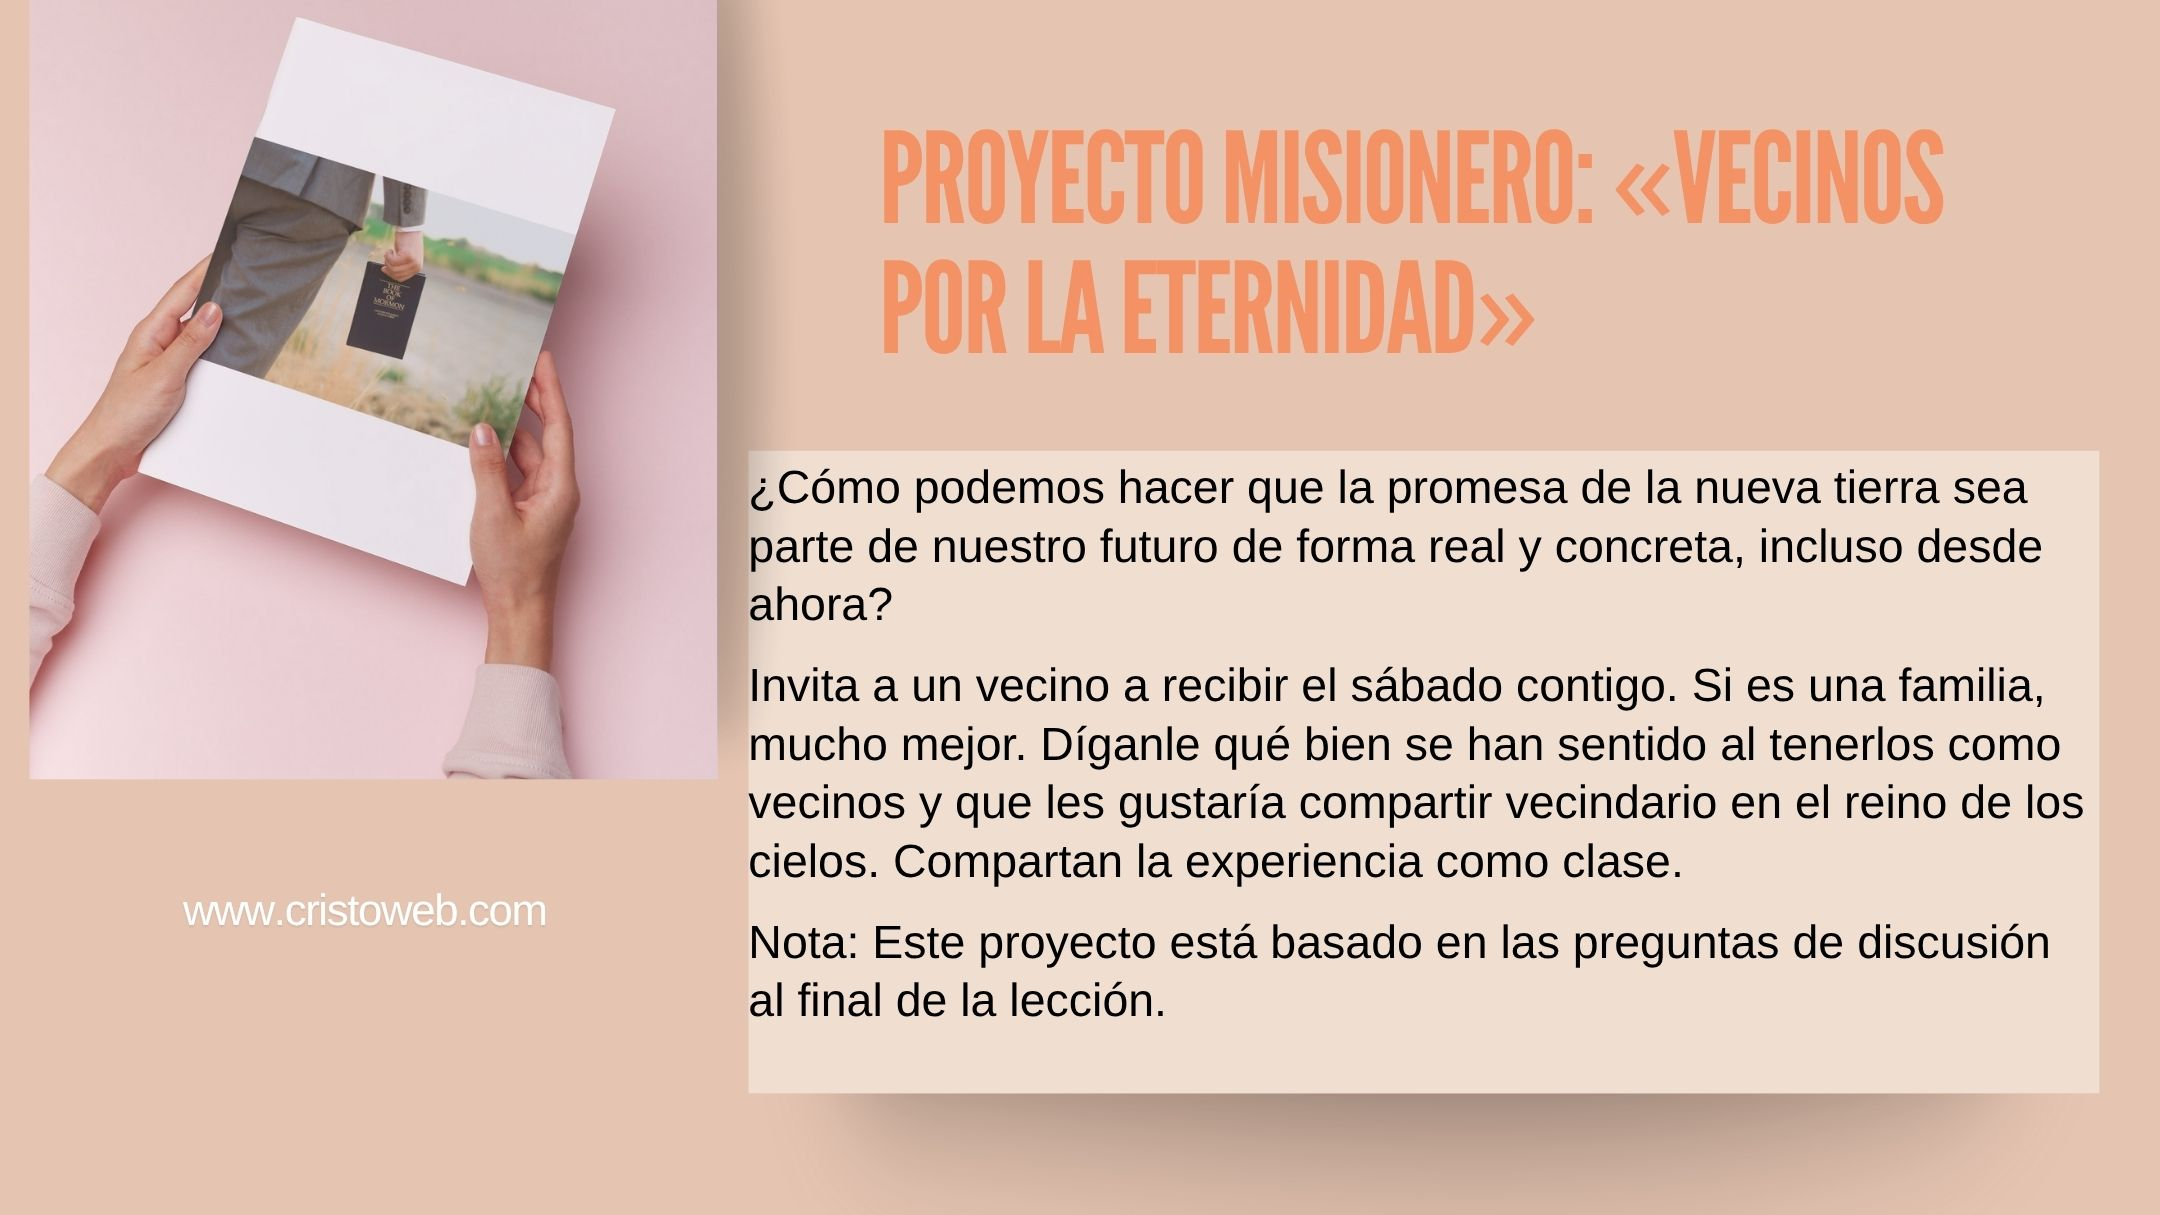 PROYECTO MISIONERO: «VECINOS
POR LA ETERNIDAD»
THE
BOOK
OF
MORMON
¿Cómo podemos hacer que la promesa de la nueva tierra sea
parte de nuestro futuro de forma real y concreta, incluso desde
ahora?
Invita a un vecino a recibir el sábado contigo. Si es una familia,
mucho mejor. Díganle qué bien se han sentido al tenerlos como
vecinos y que les gustaría compartir vecindario en el reino de los
cielos. Compartan la experiencia como clase.
Nota: Este proyecto está basado en las preguntas de discusión
al final de la lección.
www.cristoweb.com